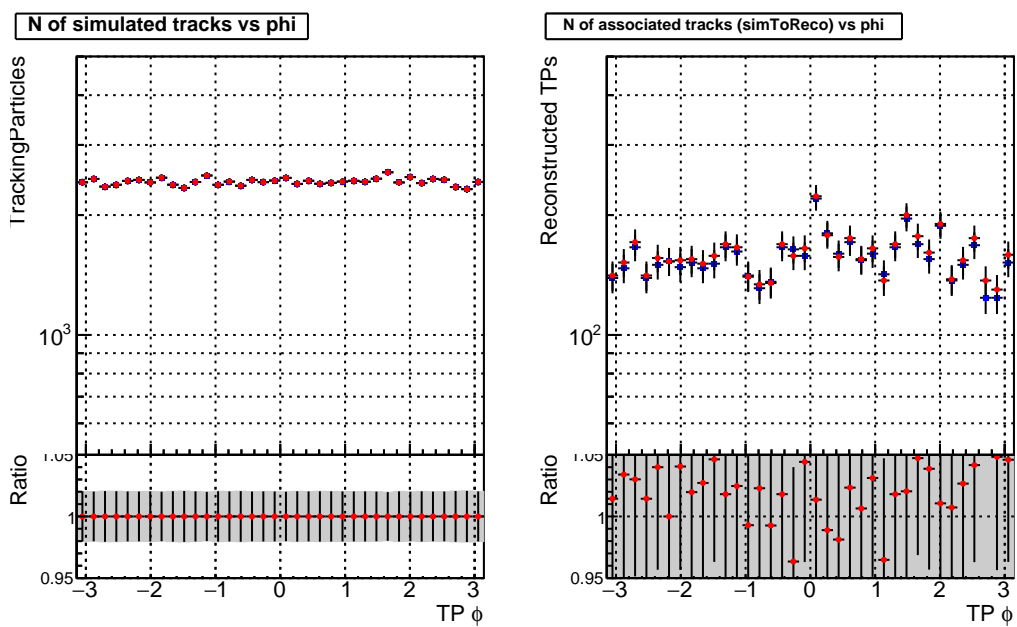 N of simulated tracks vs phi
TrackingParticles
10^3
1.05
Ratio
1
0.95
−3 −2 −1 0 1 2 3
TP ϕ
N of associated tracks (simToReco) vs phi
Reconstructed TPs
10^2
1.05
Ratio
1
0.95
−3 −2 −1 0 1 2 3
TP ϕ